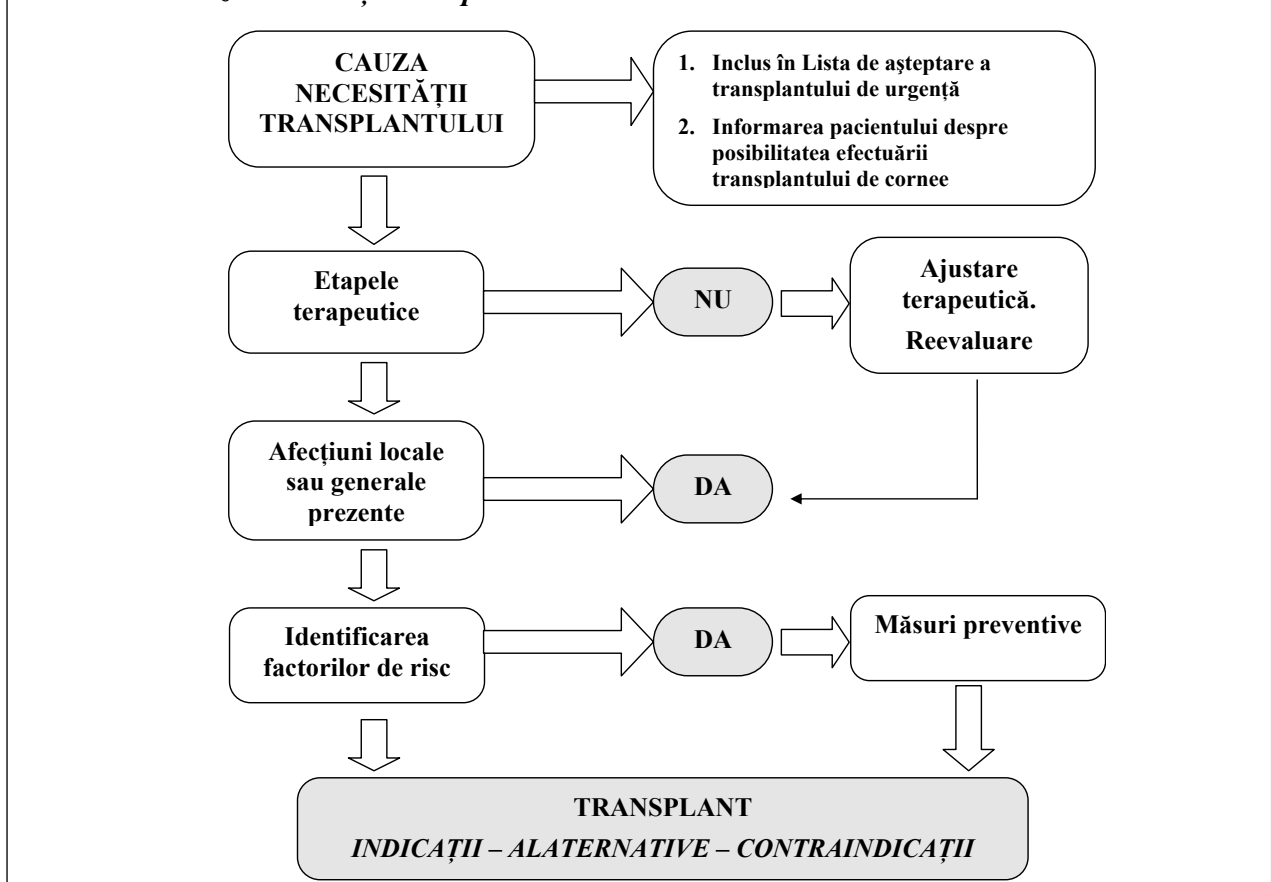 CAUZA
NECESITĂȚII
TRANSPLANTULUI
1. Inclus în Lista de aşteptare a
transplantului de urgență
2. Informarea pacientului despre
posibilitatea efectuării
transplantului de cornee
Etapele
terapeutice
NU
Ajustare
terapeutică.
Reevaluare
Afecțiuni locale
sau generale
prezente
DA
Identificarea
factorilor de risc
DA
Măsuri preventive
TRANSPLANT
INDICAȚII – ALATERNATIVE – CONTRAINDICAȚII